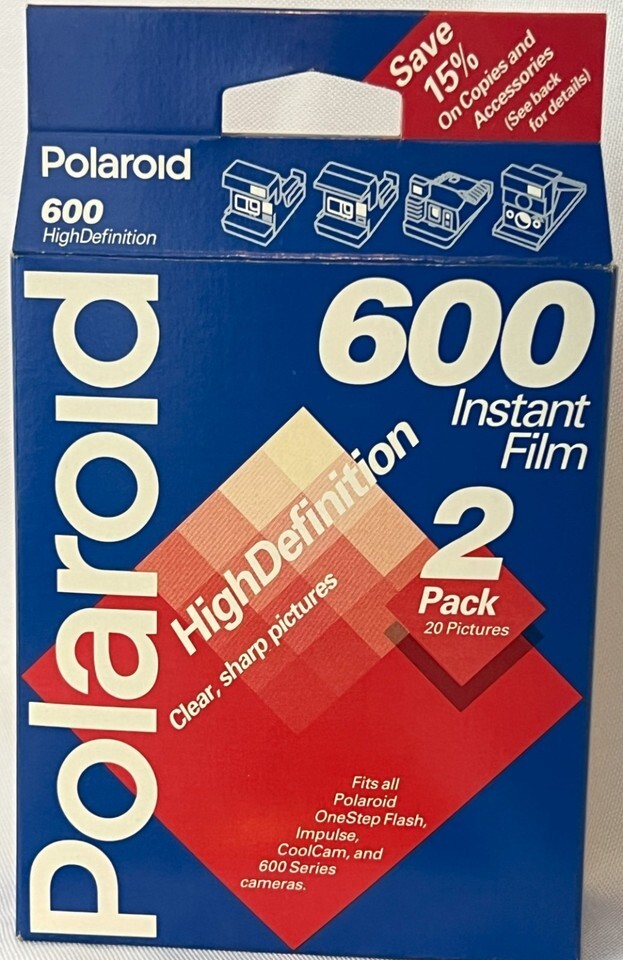 Save
15%
On Copies and
Accessories
(See back
for details)
Polaroid
600
HighDefinition
Polaroid
600
Instant
Film
HighDefinition
Clear, sharp pictures
2
Pack
20 Pictures
Fits all
Polaroid
OneStep Flash,
Impulse,
CoolCam, and
600 Series
cameras.